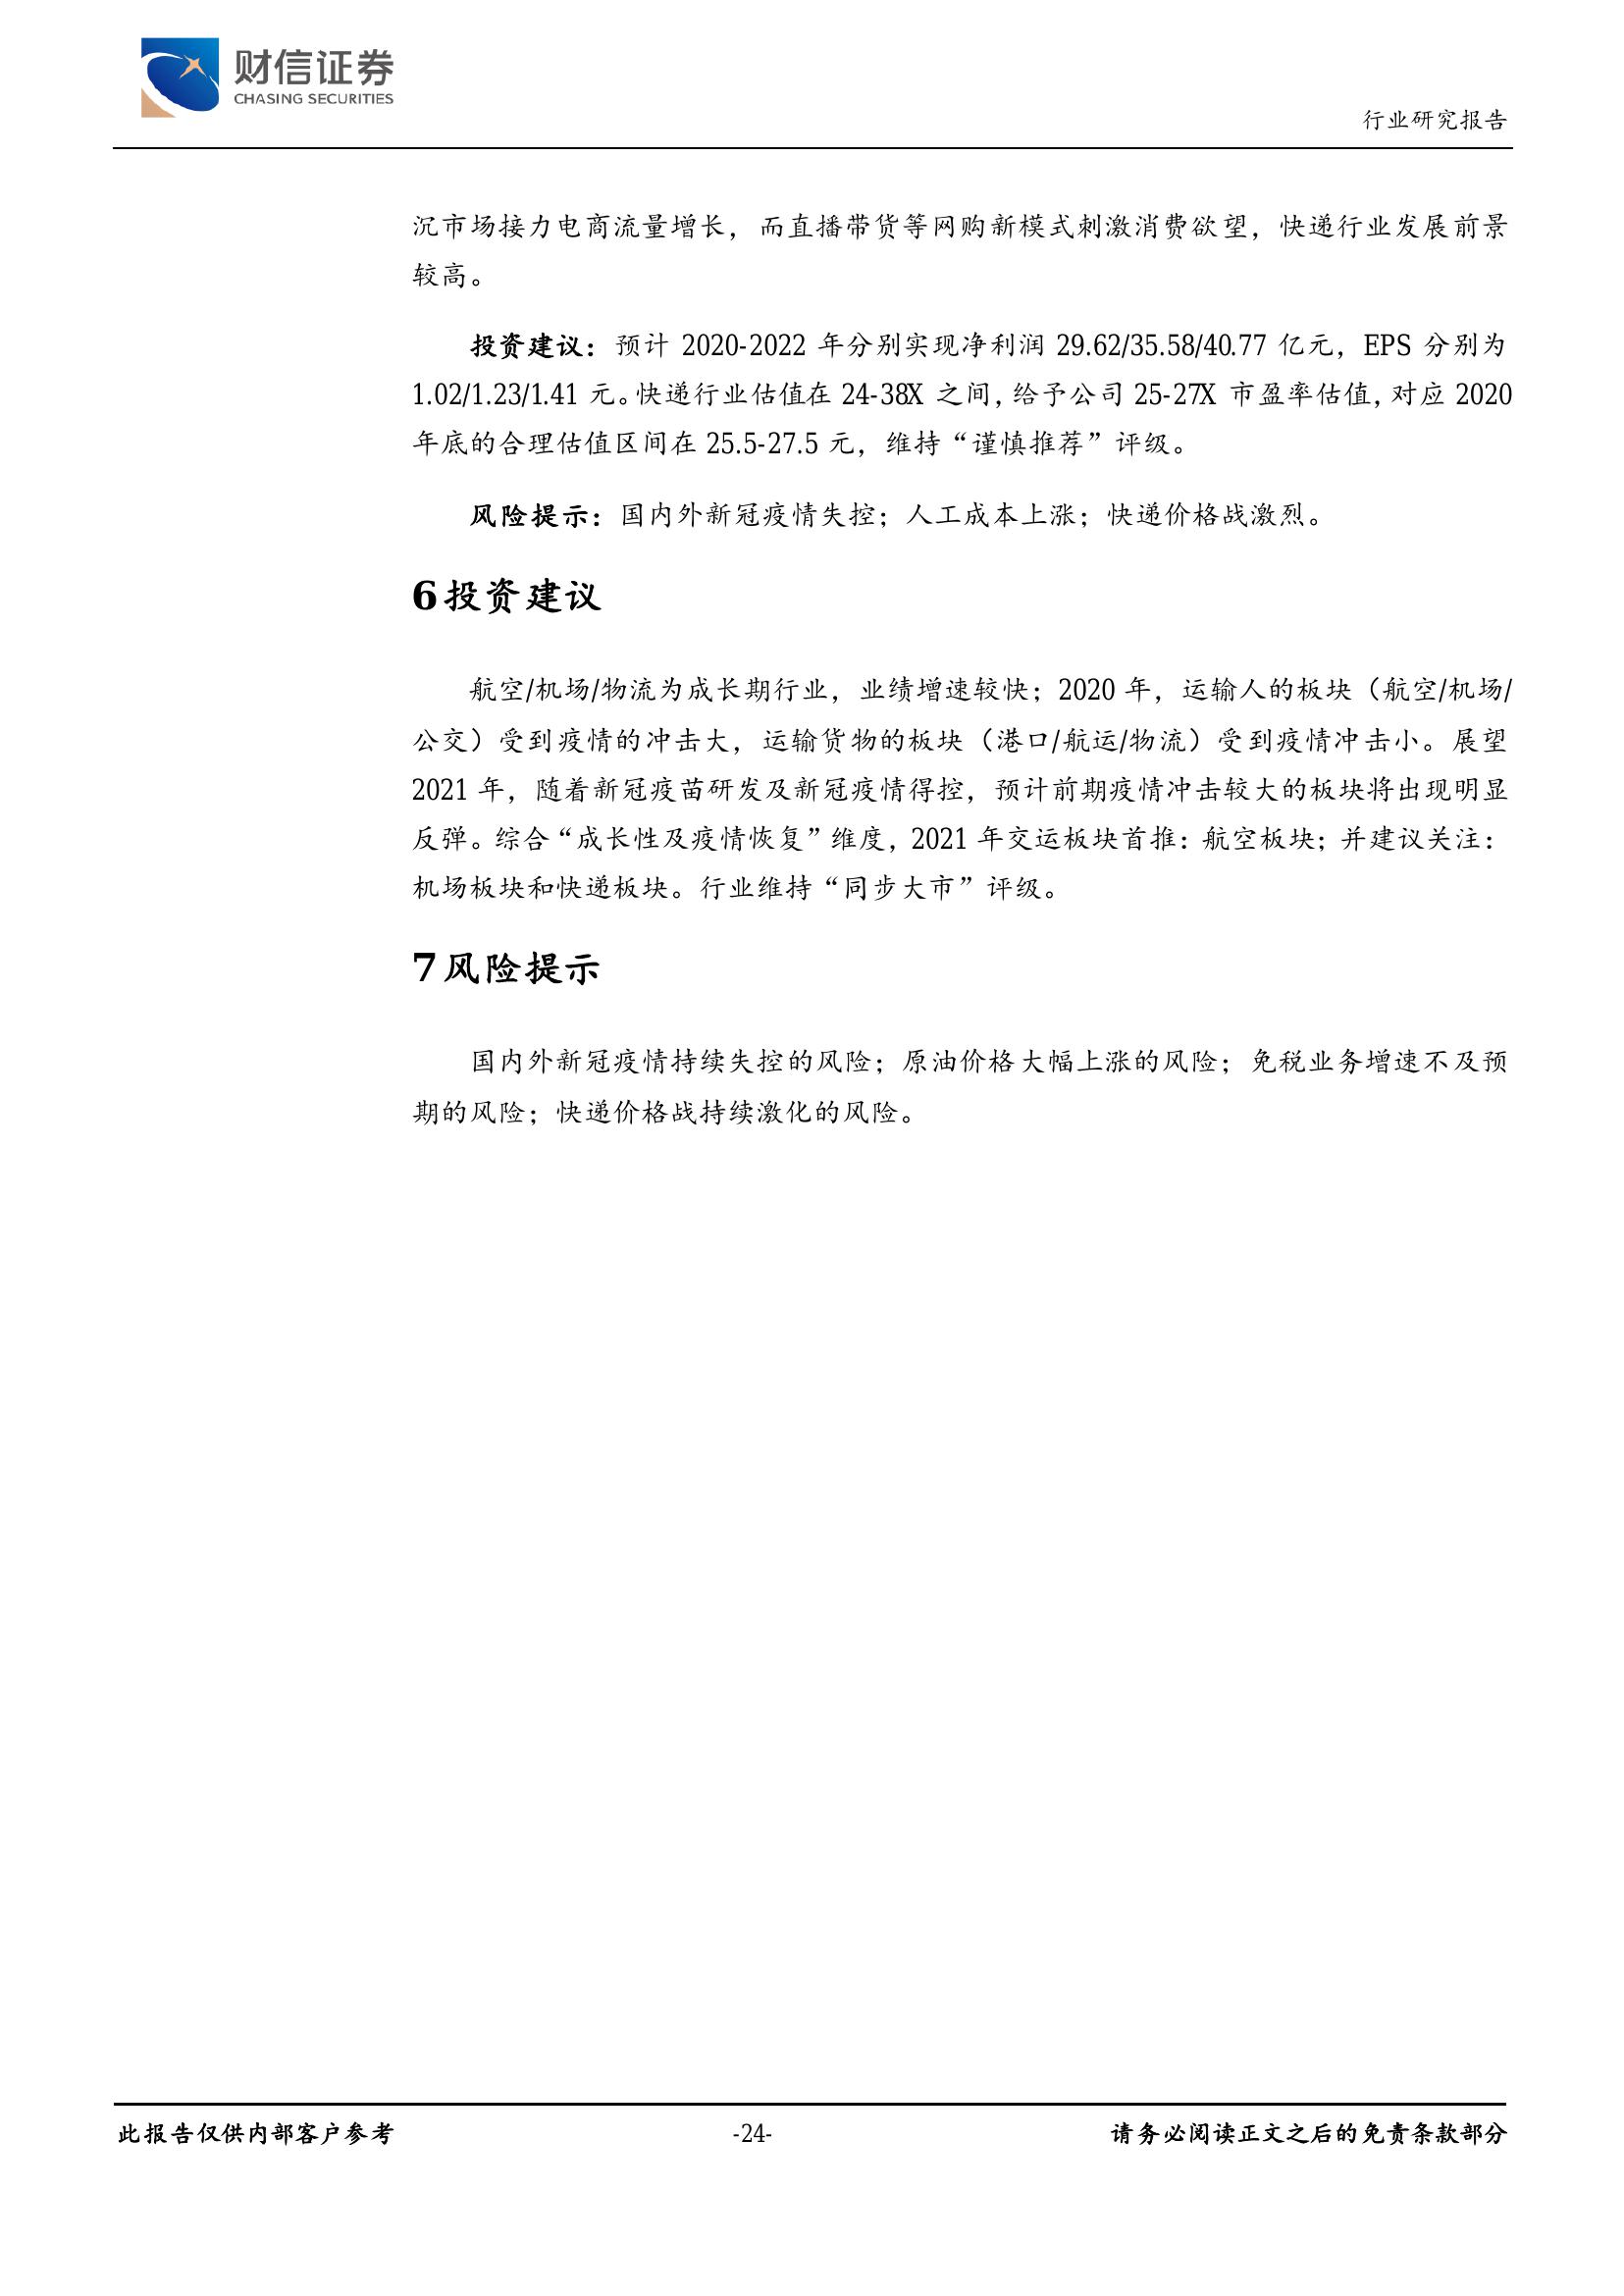 财信证券
CHASING SECURITIES
行业研究报告
沉市场接力电商流量增长，而直播带货等网购新模式刺激消费欲望，快递行业发展前景
较高。
投资建议：预计 2020-2022 年分别实现净利润 29.62/35.58/40.77 亿元，EPS 分别为
1.02/1.23/1.41 元。快递行业估值在 24-38X 之间，给予公司 25-27X 市盈率估值，对应 2020
年底的合理估值区间在 25.5-27.5 元，维持“谨慎推荐”评级。
风险提示：国内外新冠疫情失控；人工成本上涨；快递价格战激烈。
6 投资建议
航空/机场/物流为成长期行业，业绩增速较快；2020 年，运输人的板块（航空/机场/
公交）受到疫情的冲击大，运输货物的板块（港口/航运/物流）受到疫情冲击小。展望
2021 年，随着新冠疫苗研发及新冠疫情得控，预计前期疫情冲击较大的板块将出现明显
反弹。综合“成长性及疫情恢复”维度，2021 年交运板块首推：航空板块；并建议关注：
机场板块和快递板块。行业维持“同步大市”评级。
7 风险提示
国内外新冠疫情持续失控的风险；原油价格大幅上涨的风险；免税业务增速不及预
期的风险；快递价格战持续激化的风险。
此报告仅供内部客户参考
-24-
请务必阅读正文之后的免责条款部分